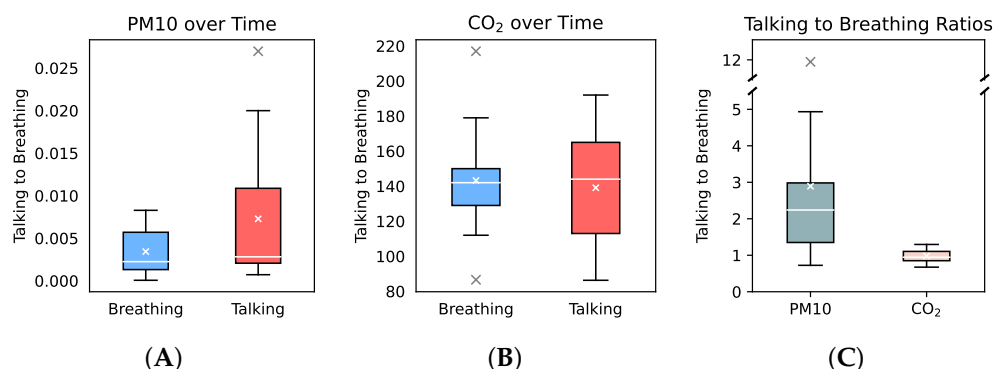 PM10 over Time
Talking to Breathing
0.025
0.020
0.015
0.010
0.005
0.000
Breathing Talking
(A)
CO₂ over Time
Talking to Breathing
220
200
180
160
140
120
100
80
Breathing Talking
(B)
Talking to Breathing Ratios
Talking to Breathing
12
5
4
3
2
1
0
PM10 CO₂
(C)